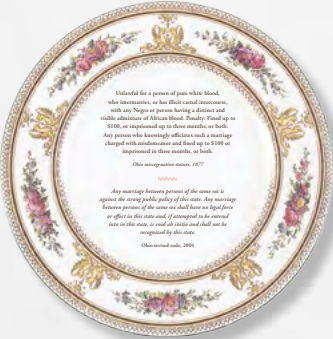 Unlawful for a person of pure white blood,
who intermarries, or has illicit carnal intercourse,
with any Negro or person having a distinct and
visible admixture of African blood. Penalty: Fined up to
$100, or imprisoned up to three months, or both.
Any person who knowingly officiates such a marriage
charged with misdemeanor and fined up to $100 or
imprisoned in three months, or both.
Ohio miscegenation statute, 1877
Any marriage between persons of the same sex is
against the strong public policy of this state. Any marriage
between persons of the same sex shall have no legal force
or effect in this state and, if attempted to be entered
into in this state, is void ab initio and shall not be
recognized by this state.
Ohio revised code, 2004